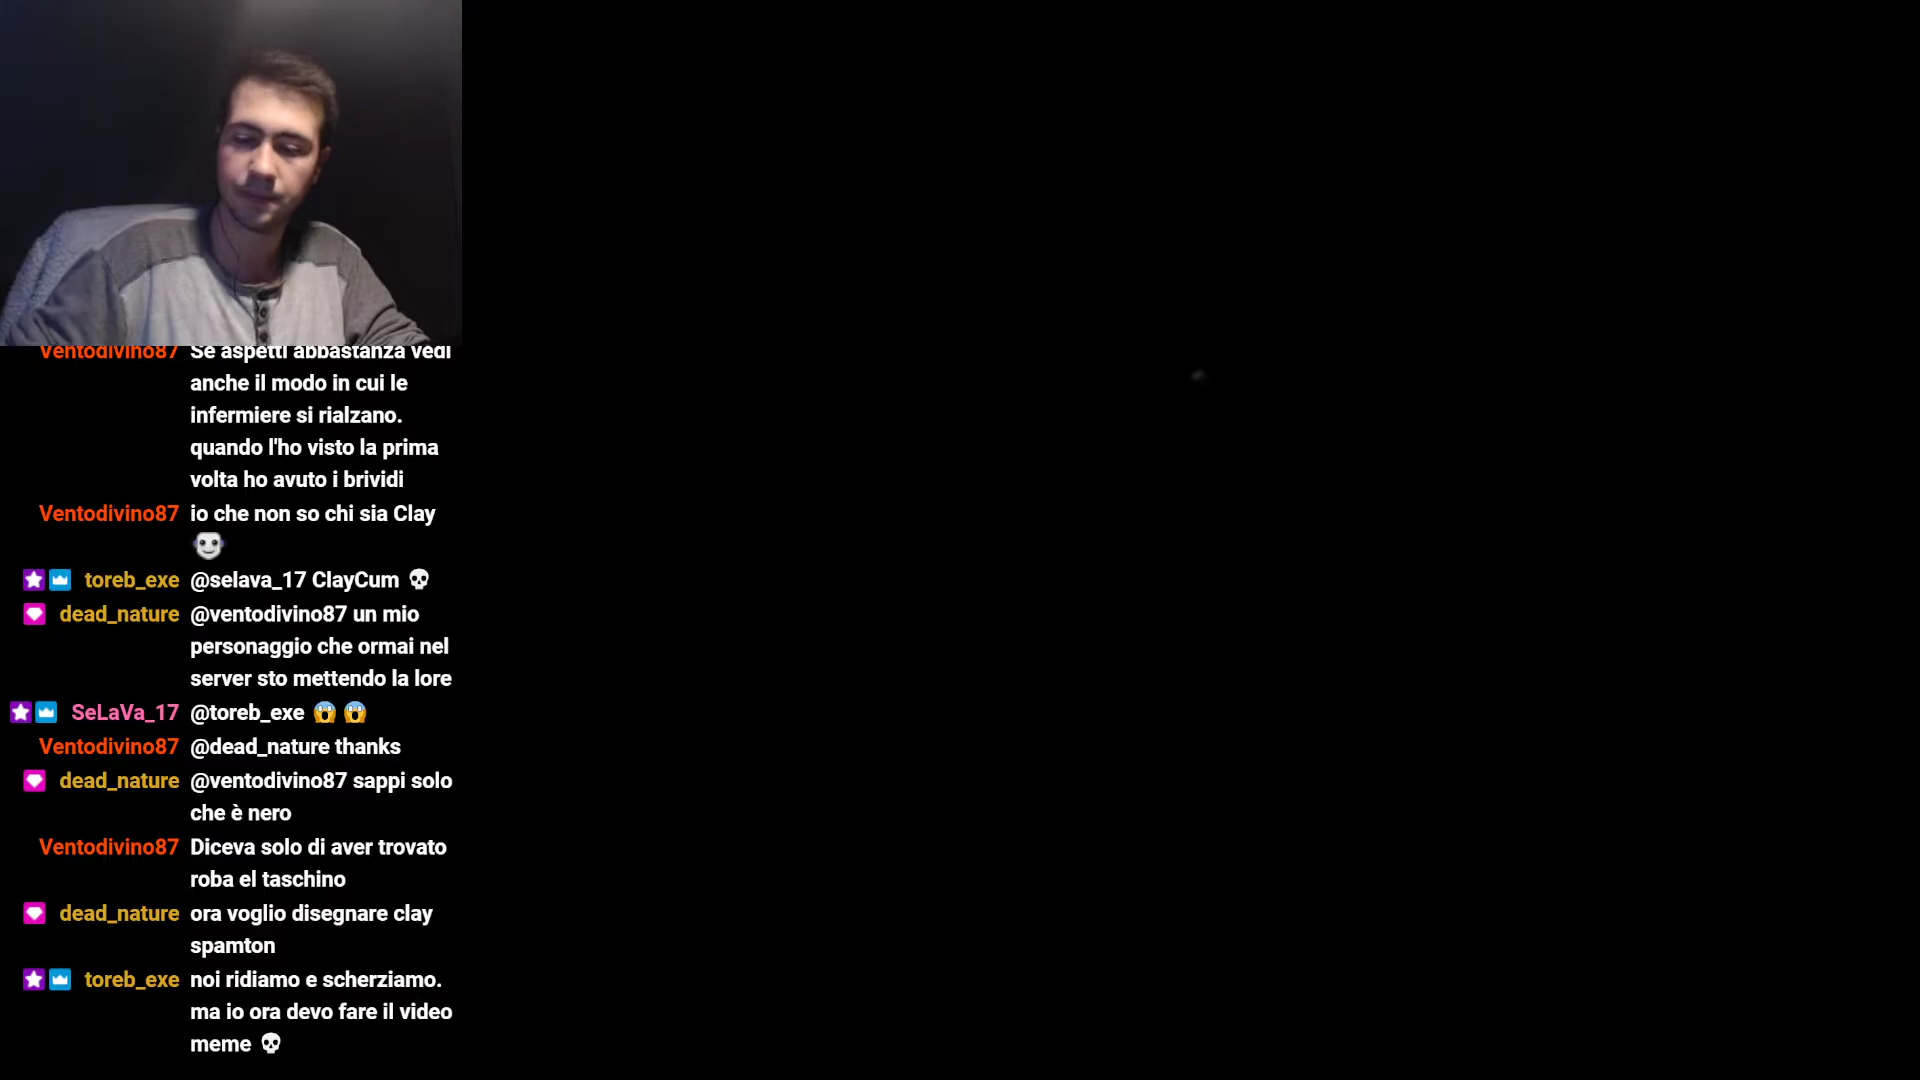 Ventodivino87 Se aspetti abbastanza vedi
anche il modo in cui le
infermiere si rialzano.
quando l'ho visto la prima
volta ho avuto i brividi
Ventodivino87 io che non so chi sia Clay
toreb_exe @selava_17 ClayCum 💀
dead_nature @ventodivino87 un mio
personaggio che ormai nel
server sto mettendo la lore
SeLaVa_17 @toreb_exe 😱 😱
Ventodivino87 @dead_nature thanks
dead_nature @ventodivino87 sappi solo
che è nero
Ventodivino87 Diceva solo di aver trovato
roba el taschino
dead_nature ora voglio disegnare clay
spamton
toreb_exe noi ridiamo e scherziamo.
ma io ora devo fare il video
meme 💀